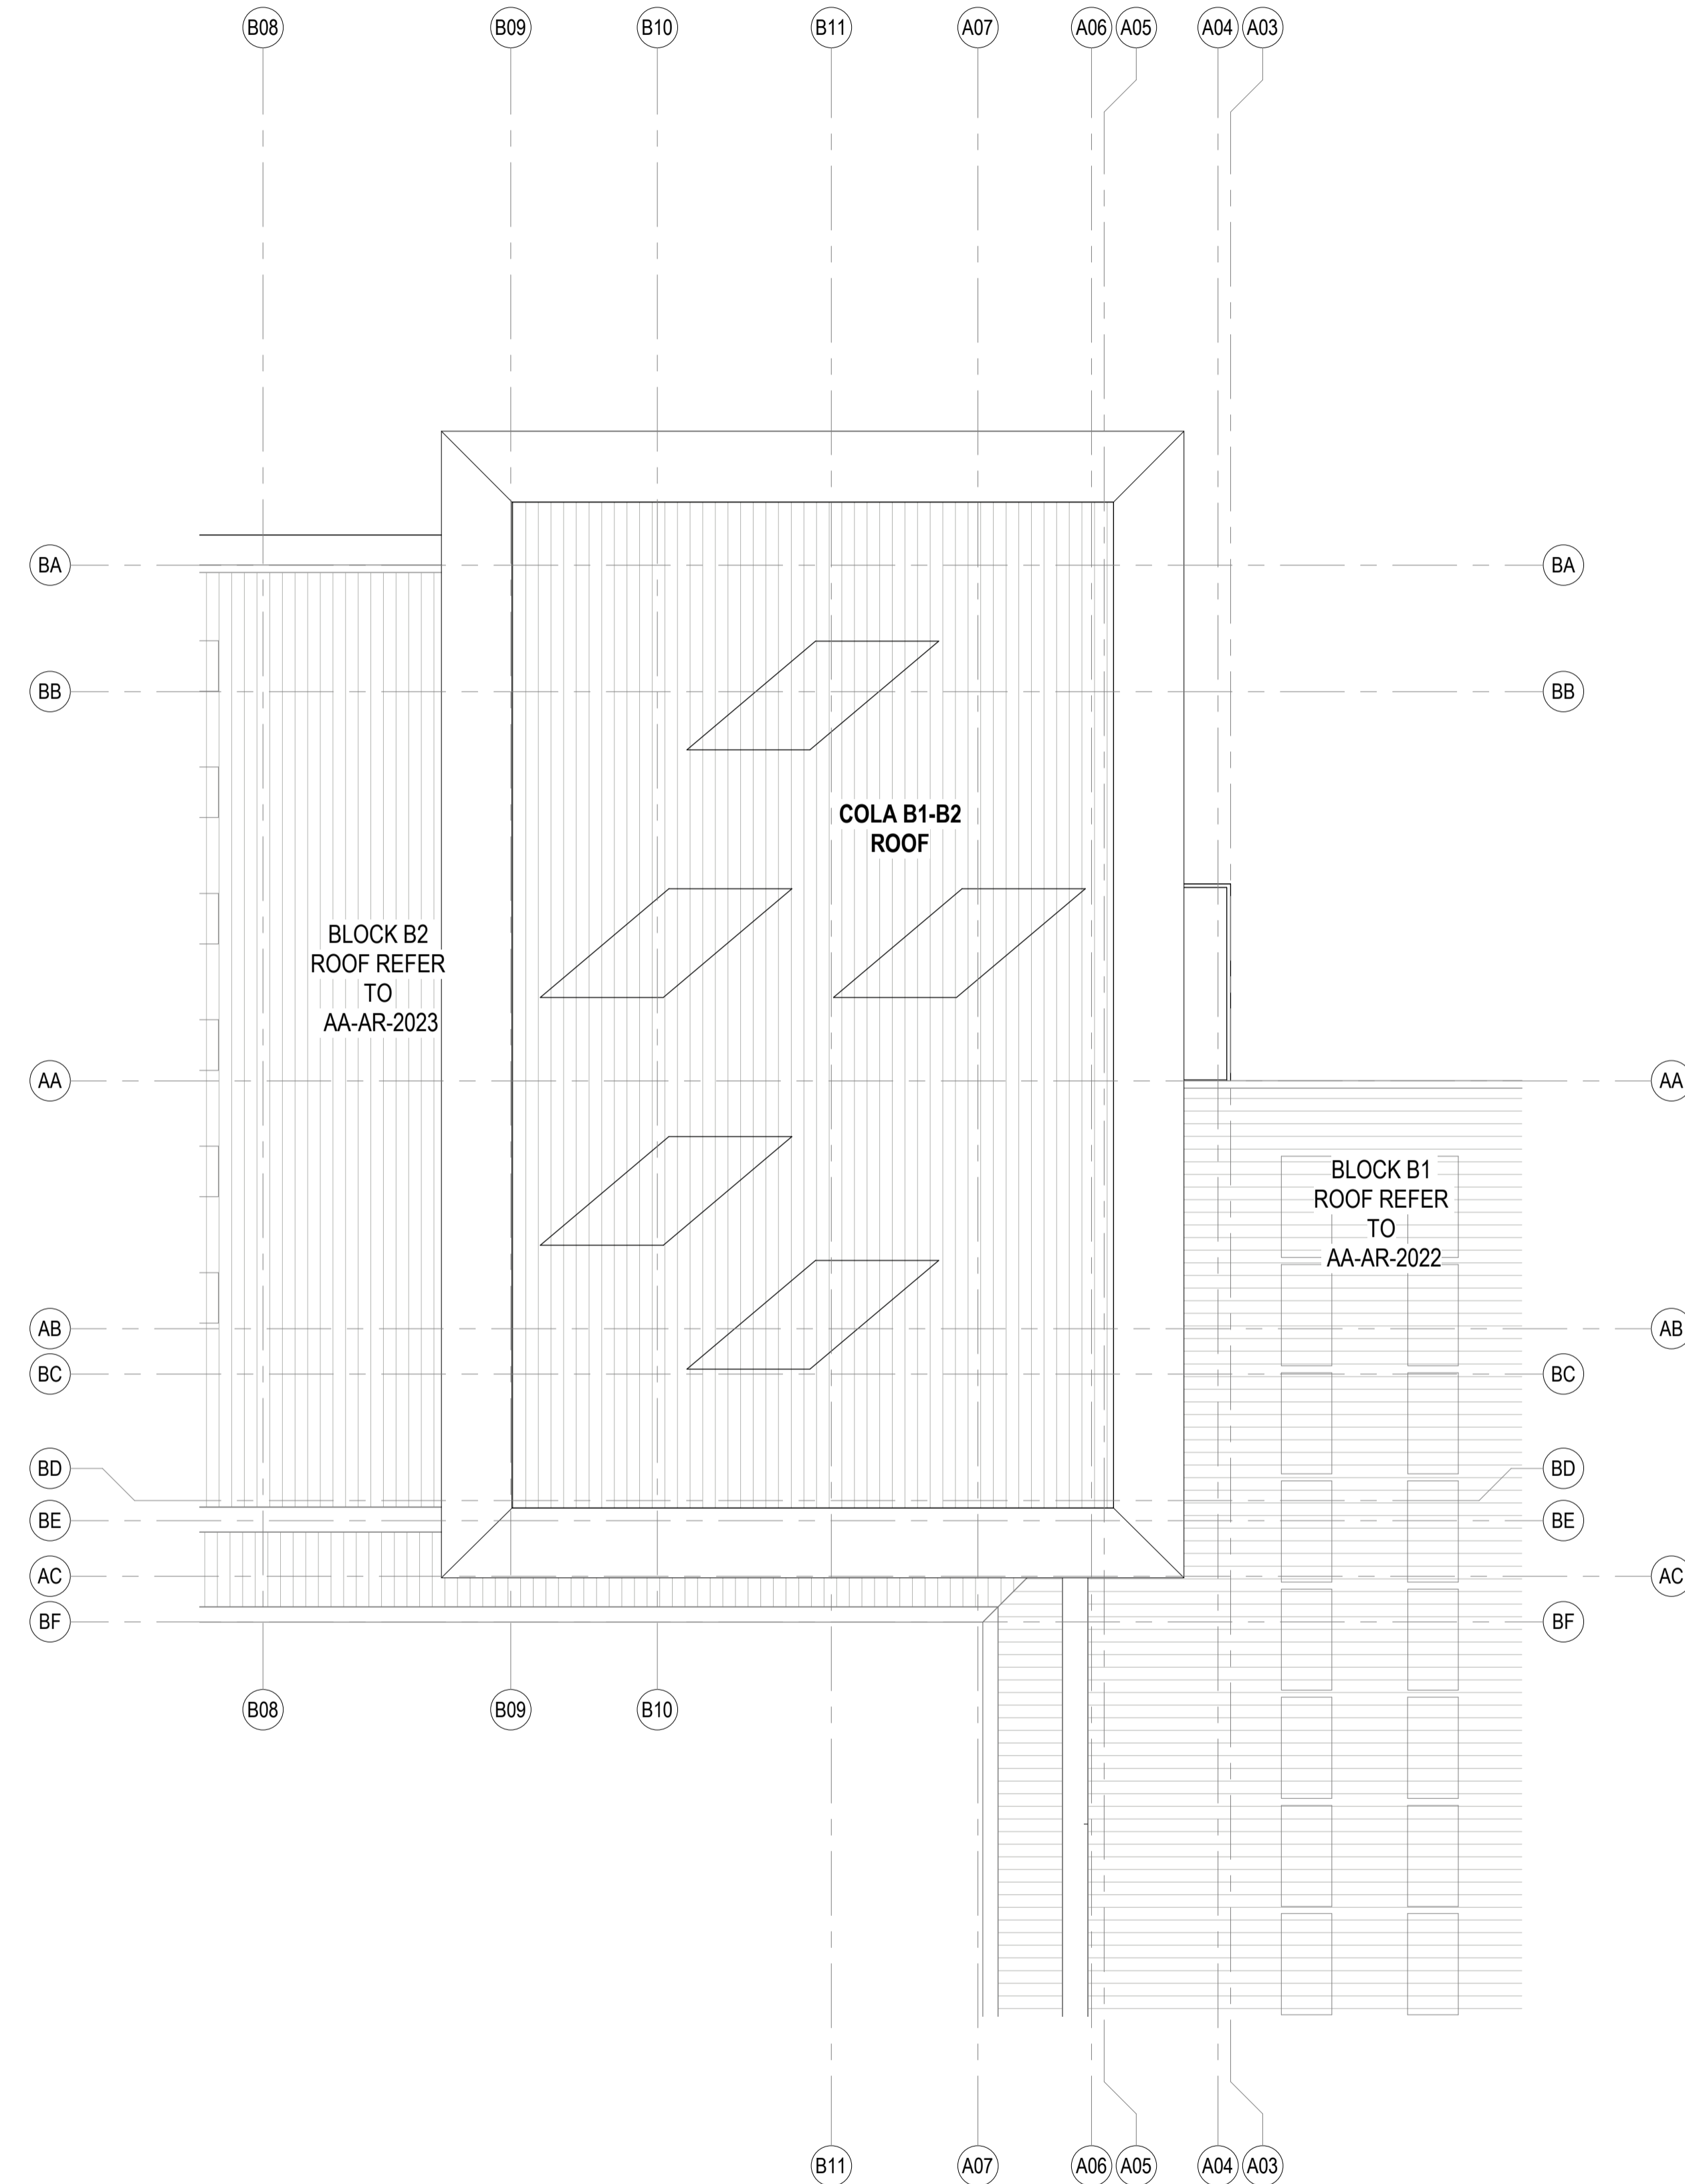 B08
B09
B10
B11
A07
A06
A05
A04
A03
BA
BA
BB
BB
COLA B1-B2
ROOF
BLOCK B2
ROOF REFER
TO
AA-AR-2023
AA
AA
BLOCK B1
ROOF REFER
TO
AA-AR-2022
AB
AB
BC
BC
BD
BD
BE
BE
AC
AC
BF
BF
B08
B09
B10
B11
A07
A06
A05
A04
A03